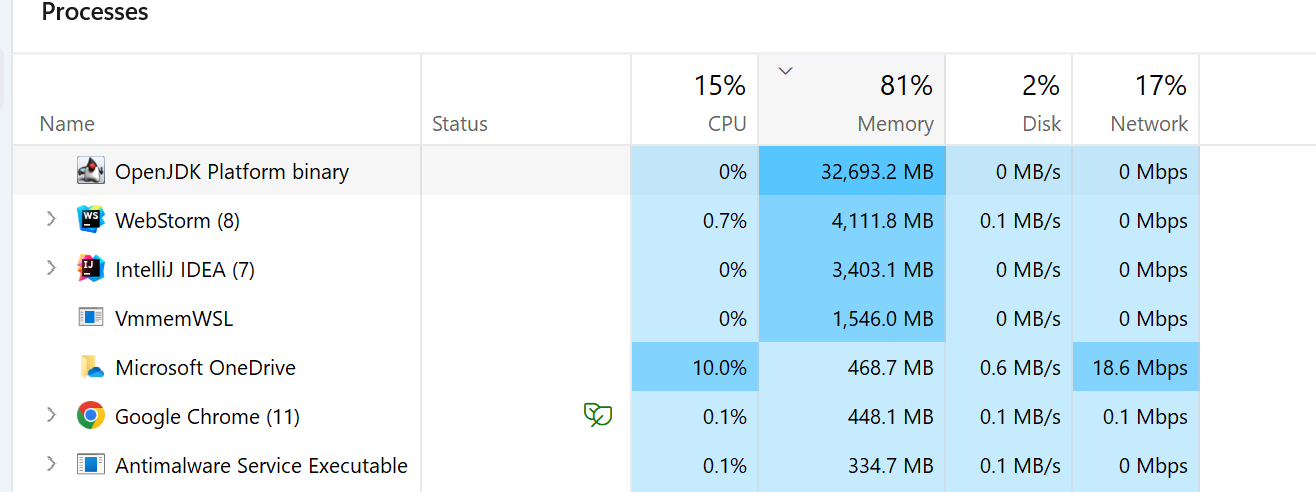 Processes
15% 81% 2% 17%
Name Status CPU Memory Disk Network
OpenJDK Platform binary 0% 32,693.2 MB 0 MB/s 0 Mbps
WebStorm (8) 0.7% 4,111.8 MB 0.1 MB/s 0 Mbps
IntelliJ IDEA (7) 0% 3,403.1 MB 0 MB/s 0 Mbps
VmmemWSL 0% 1,546.0 MB 0 MB/s 0 Mbps
Microsoft OneDrive 10.0% 468.7 MB 0.6 MB/s 18.6 Mbps
Google Chrome (11) 0.1% 448.1 MB 0.1 MB/s 0.1 Mbps
Antimalware Service Executable 0.1% 334.7 MB 0.1 MB/s 0 Mbps